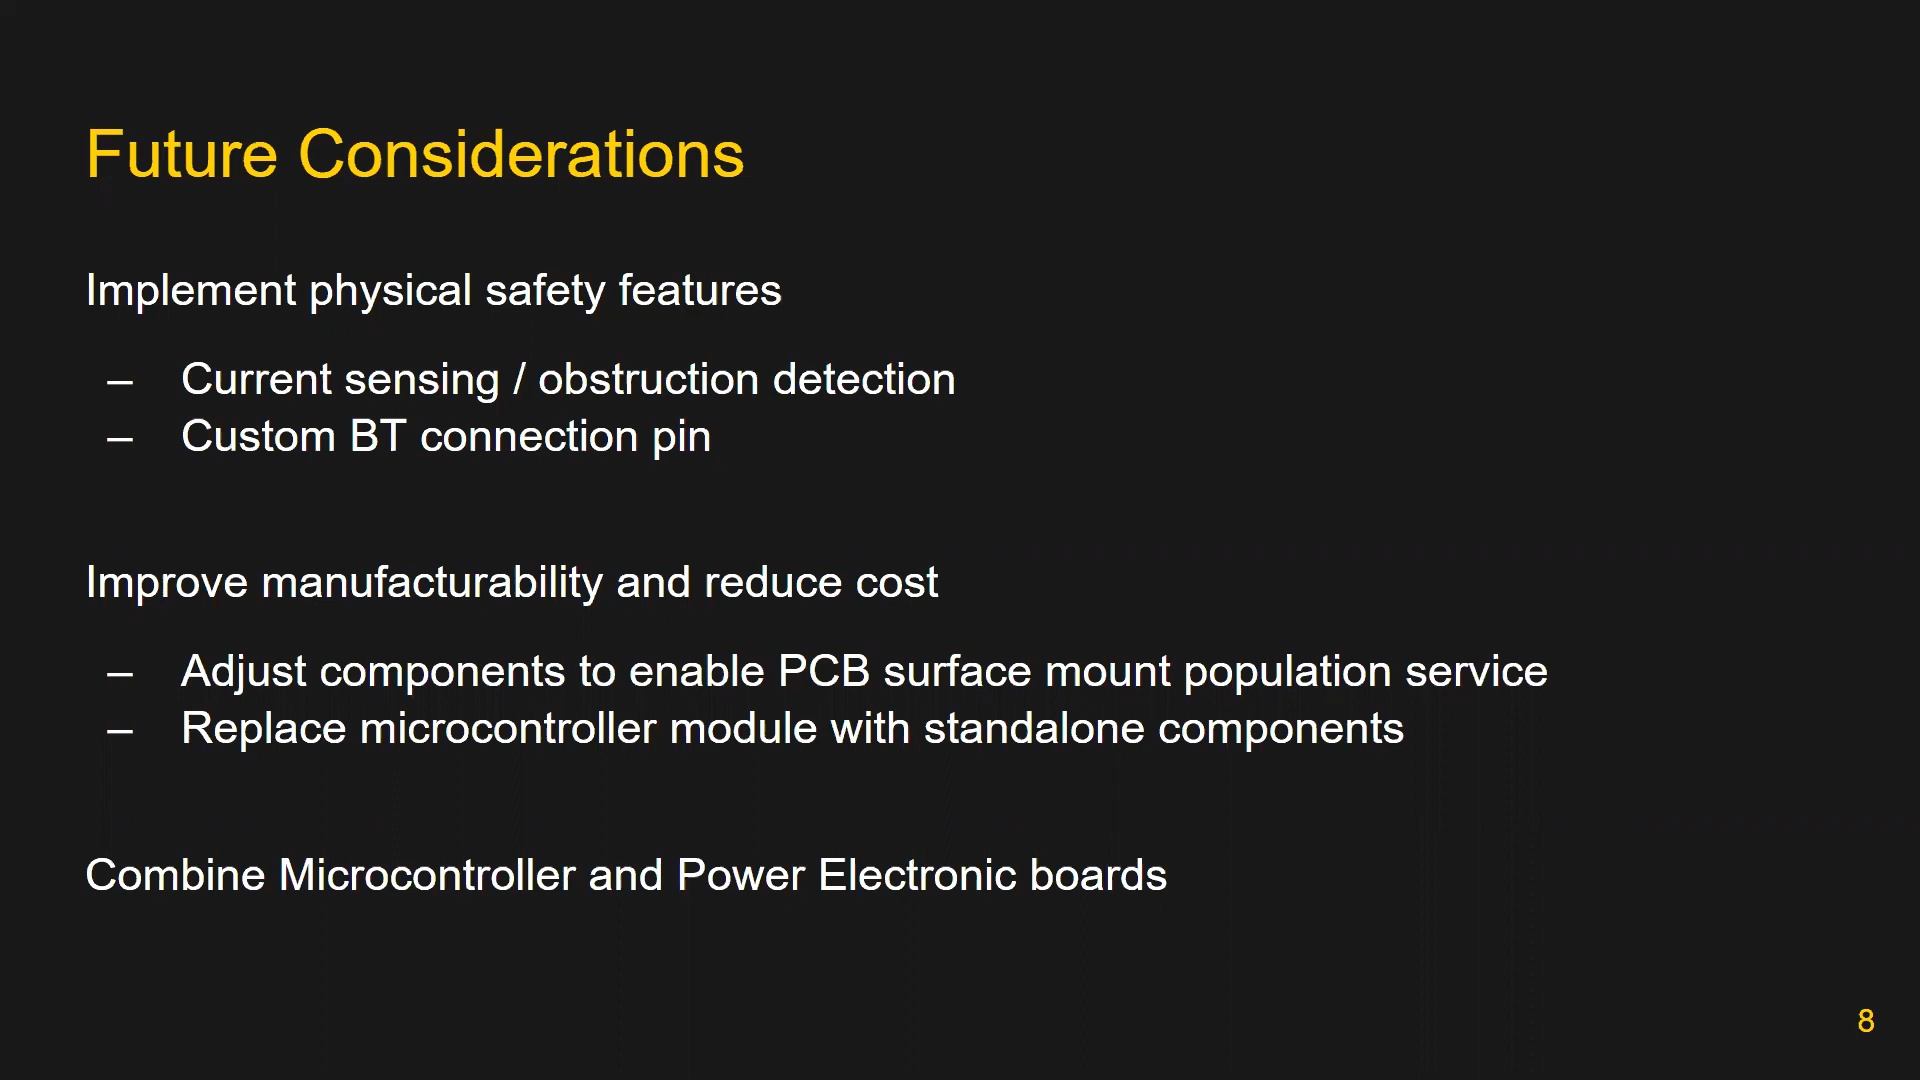 Future Considerations
Implement physical safety features
– Current sensing / obstruction detection
– Custom BT connection pin
Improve manufacturability and reduce cost
– Adjust components to enable PCB surface mount population service
– Replace microcontroller module with standalone components
Combine Microcontroller and Power Electronic boards
8